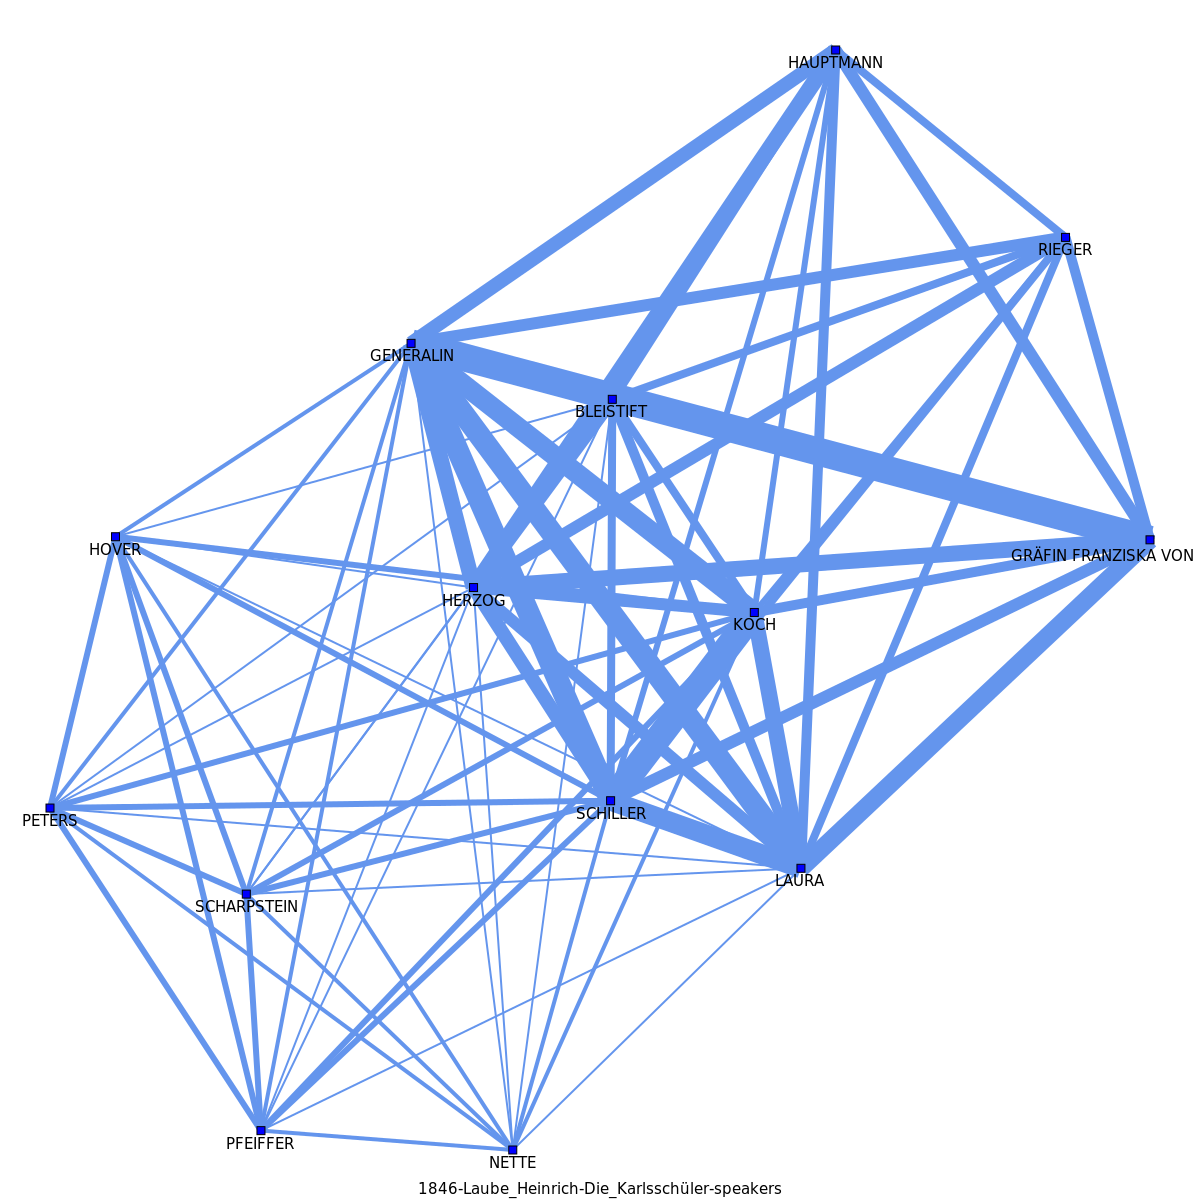 HAUPTMANN
RIEGER
GENERALIN
BLEISTIFT
HOVER
GRÄFIN FRANZISKA VON
HERZOG
KOCH
SCHILLER
PETERS
LAURA
SCHARPSTEIN
PFEIFFER
NETTE
1846-Laube_Heinrich-Die_Karlsschüler-speakers